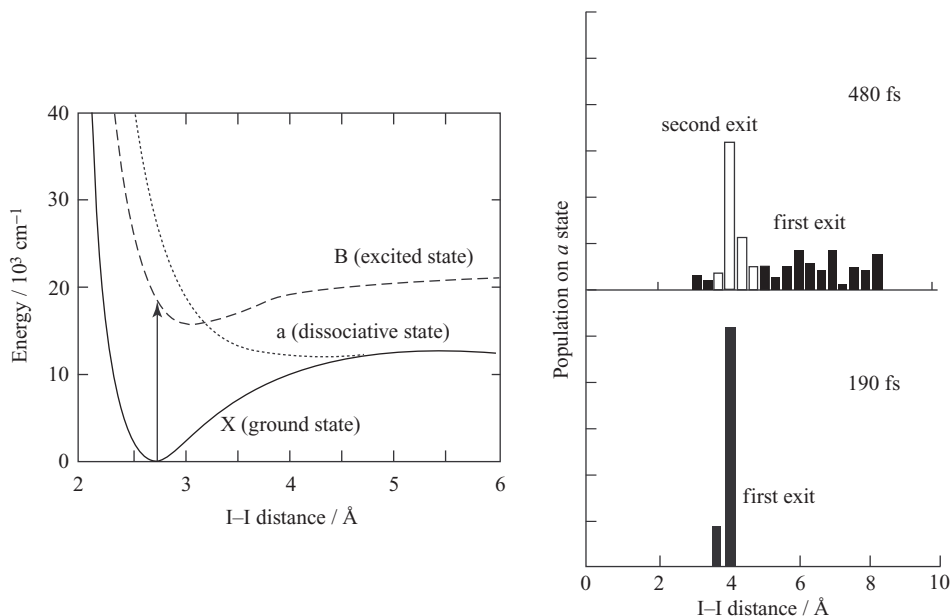 40
30
20
10
0
Energy / 10³ cm⁻¹
B (excited state)
a (dissociative state)
X (ground state)
2 3 4 5 6
I–I distance / Å
Population on a state
480 fs
second exit
first exit
190 fs
first exit
0 2 4 6 8 10
I–I distance / Å